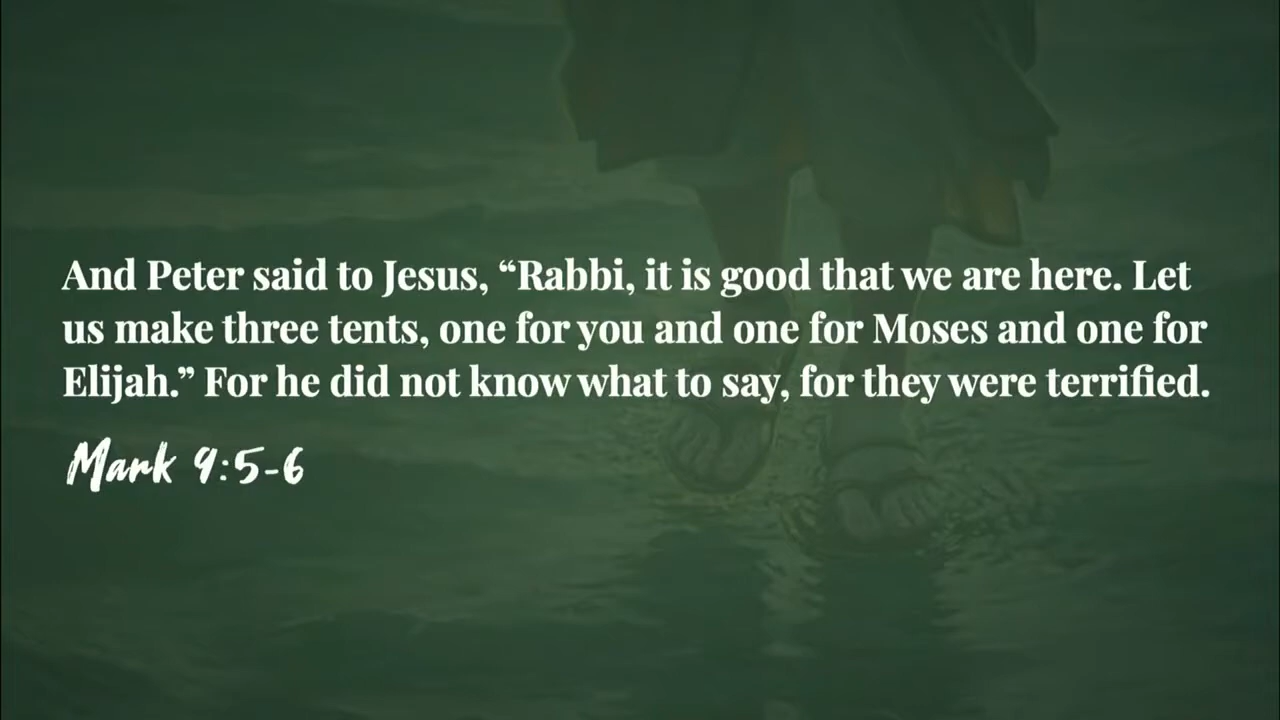 And Peter said to Jesus, “Rabbi, it is good that we are here. Let
us make three tents, one for you and one for Moses and one for
Elijah.” For he did not know what to say, for they were terrified.
Mark 9:5-6